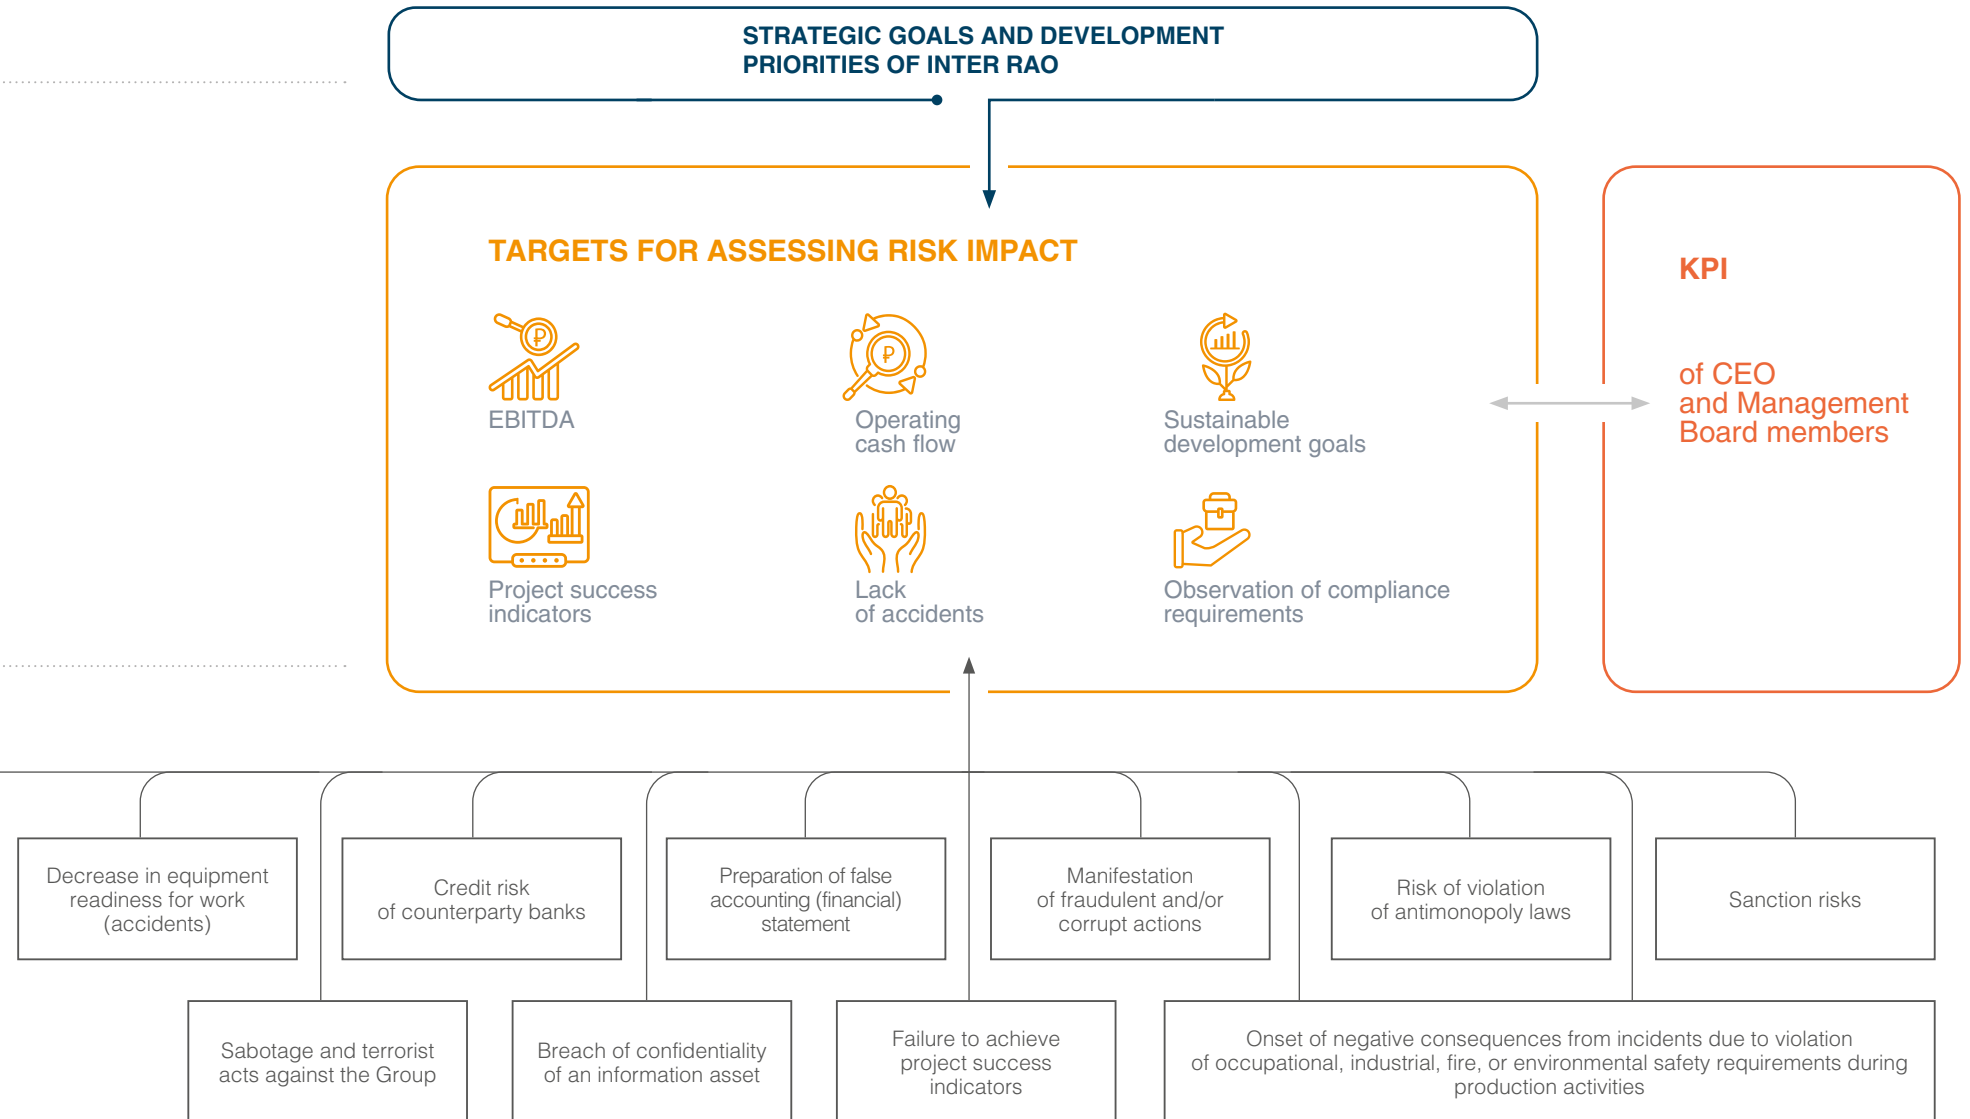 STRATEGIC GOALS AND DEVELOPMENT
PRIORITIES OF INTER RAO
TARGETS FOR ASSESSING RISK IMPACT
EBITDA
Operating
cash flow
Sustainable
development goals
Project success
indicators
Lack
of accidents
Observation of compliance
requirements
KPI
of CEO
and Management
Board members
Decrease in equipment
readiness for work
(accidents)
Credit risk
of counterparty banks
Preparation of false
accounting (financial)
statement
Manifestation
of fraudulent and/or
corrupt actions
Risk of violation
of antimonopoly laws
Sanction risks
Sabotage and terrorist
acts against the Group
Breach of confidentiality
of an information asset
Failure to achieve
project success
indicators
Onset of negative consequences from incidents due to violation
of occupational, industrial, fire, or environmental safety requirements during
production activities